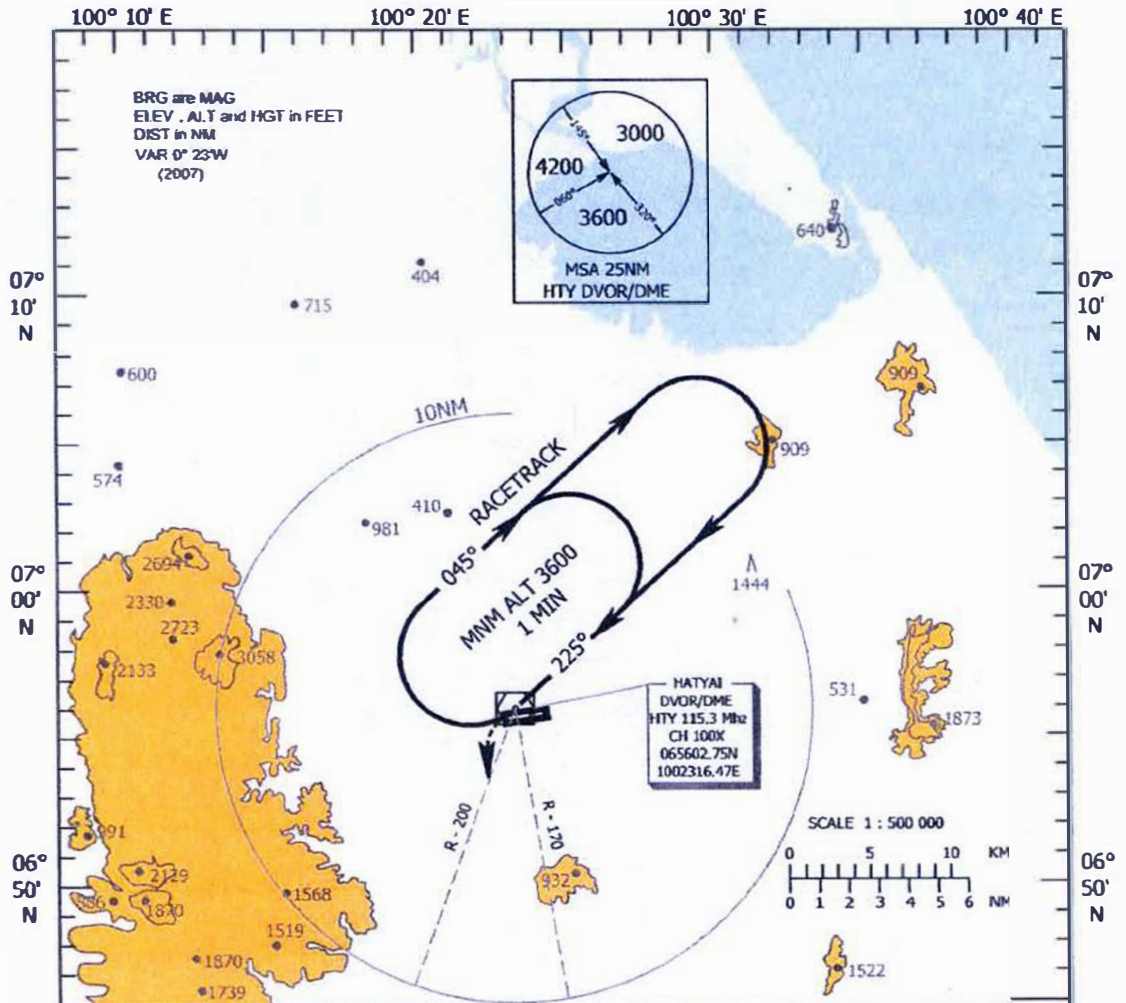 100° 10' E
100° 20' E
100° 30' E
100° 40' E
BRG are MAG
ELEV , ALT and HGT in FEET
DIST in NM
VAR 0° 23'W
(2007)
145°
3000
4200
060°
3600
320°
MSA 25NM
HTY DVOR/DME
640
404
07°
10'
N
07°
10'
N
715
600
909
10NM
909
574
410
981
RACETRACK
045°
MNM ALT 3600
1 MIN
225°
2694
07°
00'
N
07°
00'
N
1444
2330
2723
3058
2133
HATYAI
DVOR/DME
HTY 115.3 Mhz
CH 100X
065602.75N
1002316.47E
531
1873
R - 200
R - 170
SCALE 1 : 500 000
0 5 10 KM
0 1 2 3 4 5 6 NM
991
06°
50'
N
06°
50'
N
2129
932
1568
1870
1519
1870
1522
1739